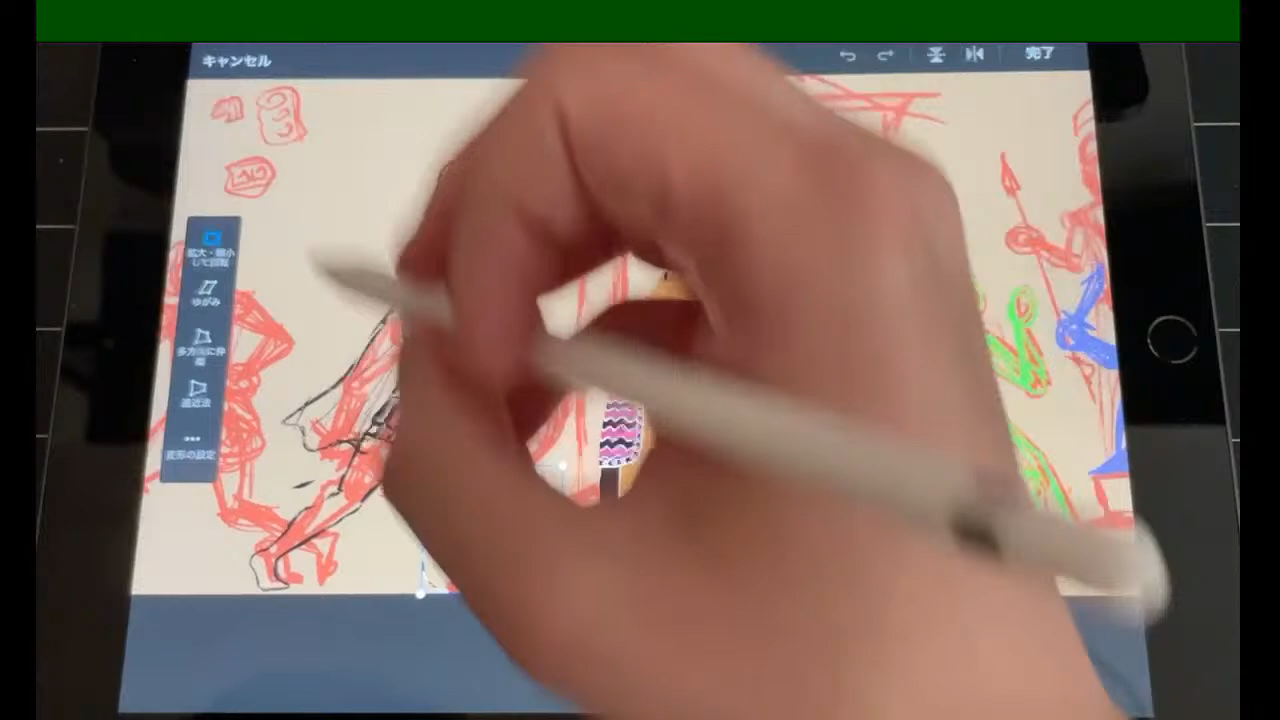 キャンセル
完了
拡大・縮小
して回転
ゆがみ
多方向に伸
縮
遠近法
変形の設定